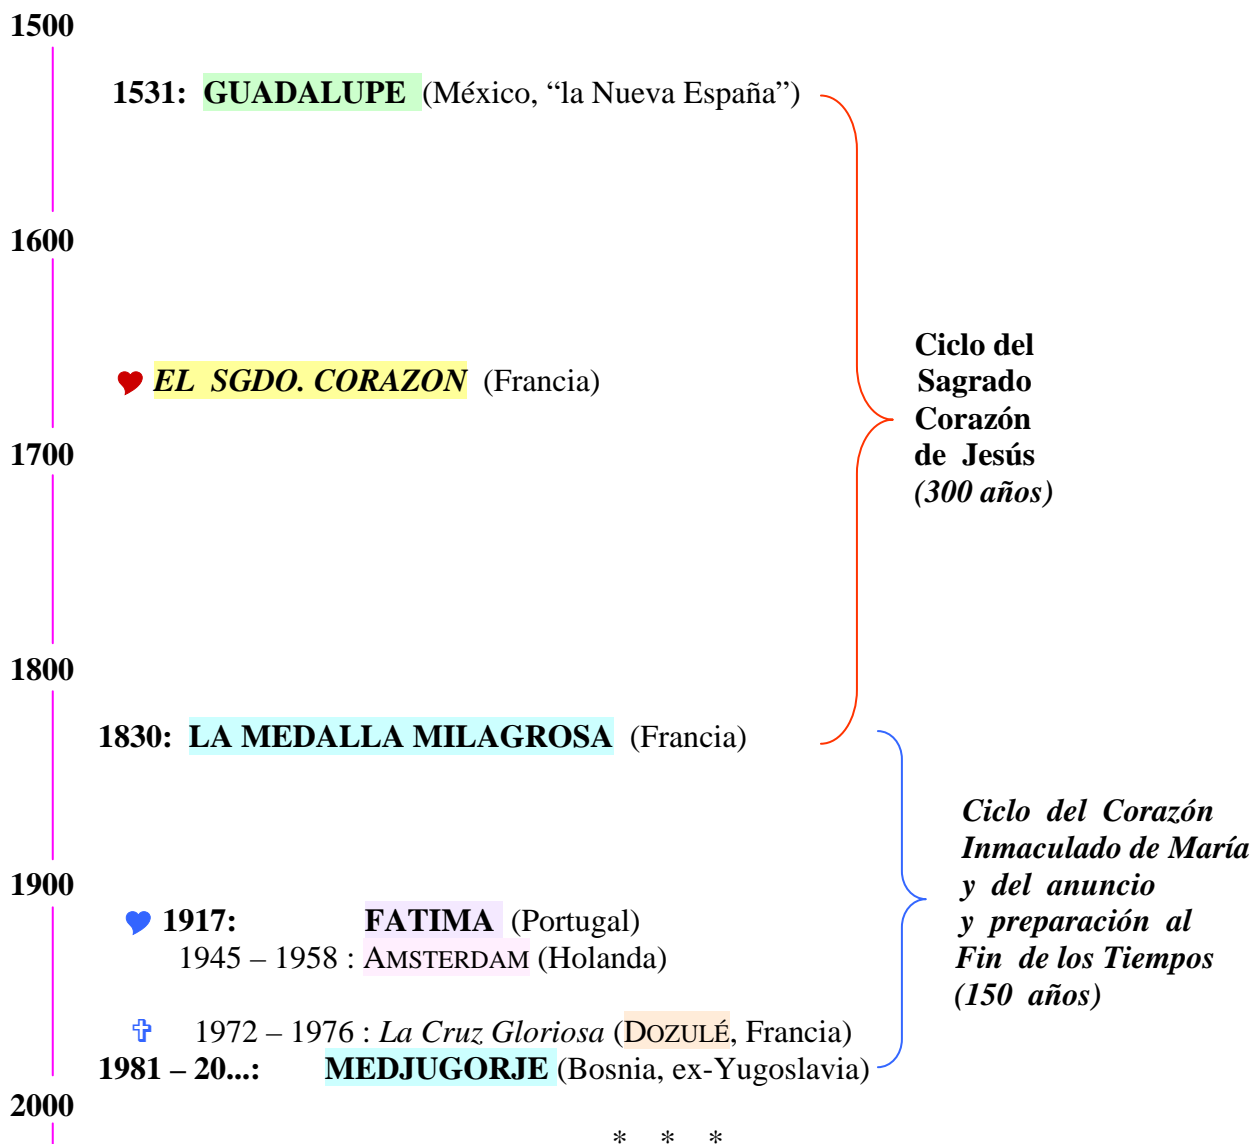 1500
1531: GUADALUPE (México, “la Nueva España”)
1600
Ciclo del
Sagrado
Corazón
de Jesús
(300 años)
EL SGDO. CORAZON (Francia)
1700
1800
1830: LA MEDALLA MILAGROSA (Francia)
Ciclo del Corazón
Inmaculado de María
y del anuncio
y preparación al
Fin de los Tiempos
(150 años)
1900
1917: FATIMA (Portugal)
1945 – 1958 : AMSTERDAM (Holanda)
1972 – 1976 : La Cruz Gloriosa (DOZULÉ, Francia)
1981 – 20...: MEDJUGORJE (Bosnia, ex-Yugoslavia)
2000
* * *